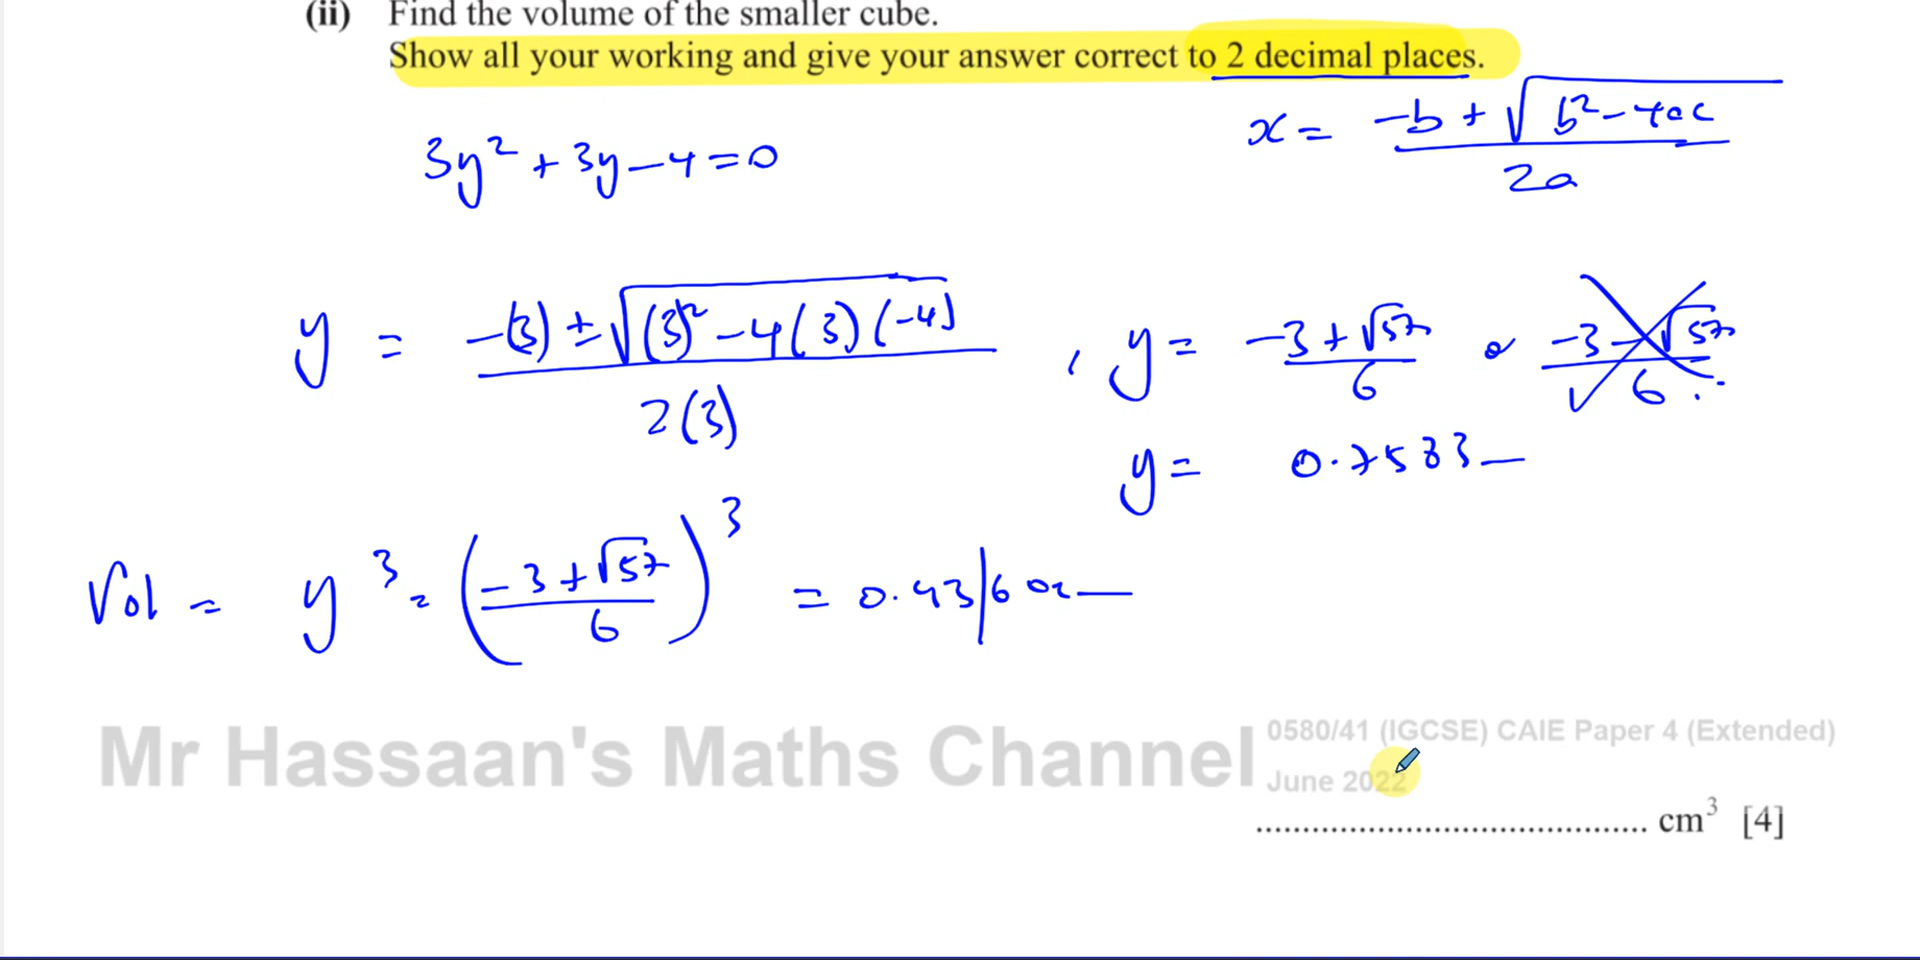 (ii) Find the volume of the smaller cube.
Show all your working and give your answer correct to 2 decimal places.
x = -b + √(b² - 4ac) / 2a
3y² + 3y - 4 = 0
y = -(3) ± √((3)² - 4(3)(-4)) / 2(3) , y = (-3 + √57) / 6 or (-3 - √57) / 6
y = 0.7583—
Vol = y³ = ((-3 + √57) / 6)³ = 0.43|602—
Mr Hassaan's Maths Channel
0580/41 (IGCSE) CAIE Paper 4 (Extended)
June 2022
.......................................... cm³ [4]